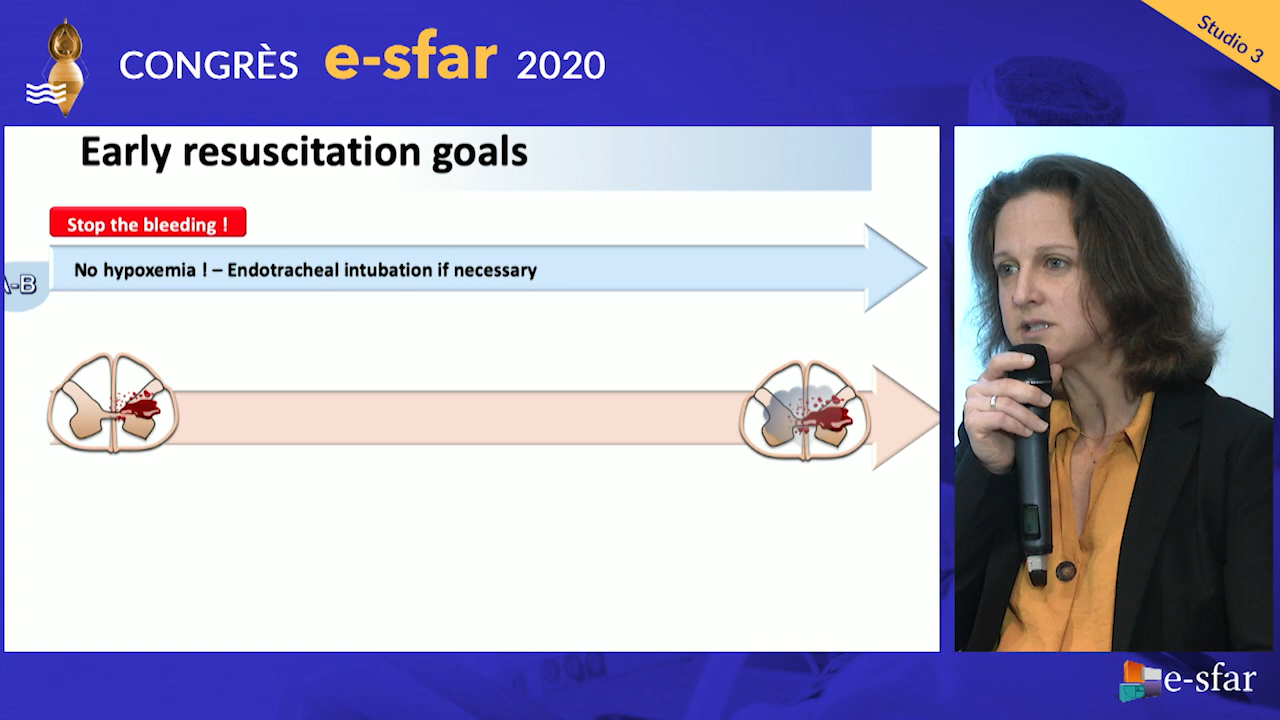 CONGRÈS e-sfar 2020
Studio 3
Early resuscitation goals
Stop the bleeding !
No hypoxemia ! – Endotracheal intubation if necessary
A-B
e-sfar